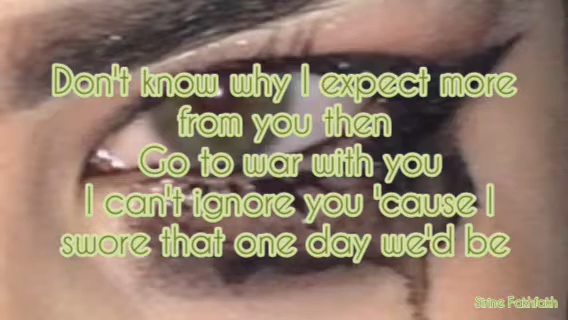 Don't know why I expect more
from you then
Go to war with you
I can't ignore you 'cause I
swore that one day we'd be
Sirine Fakhfakh